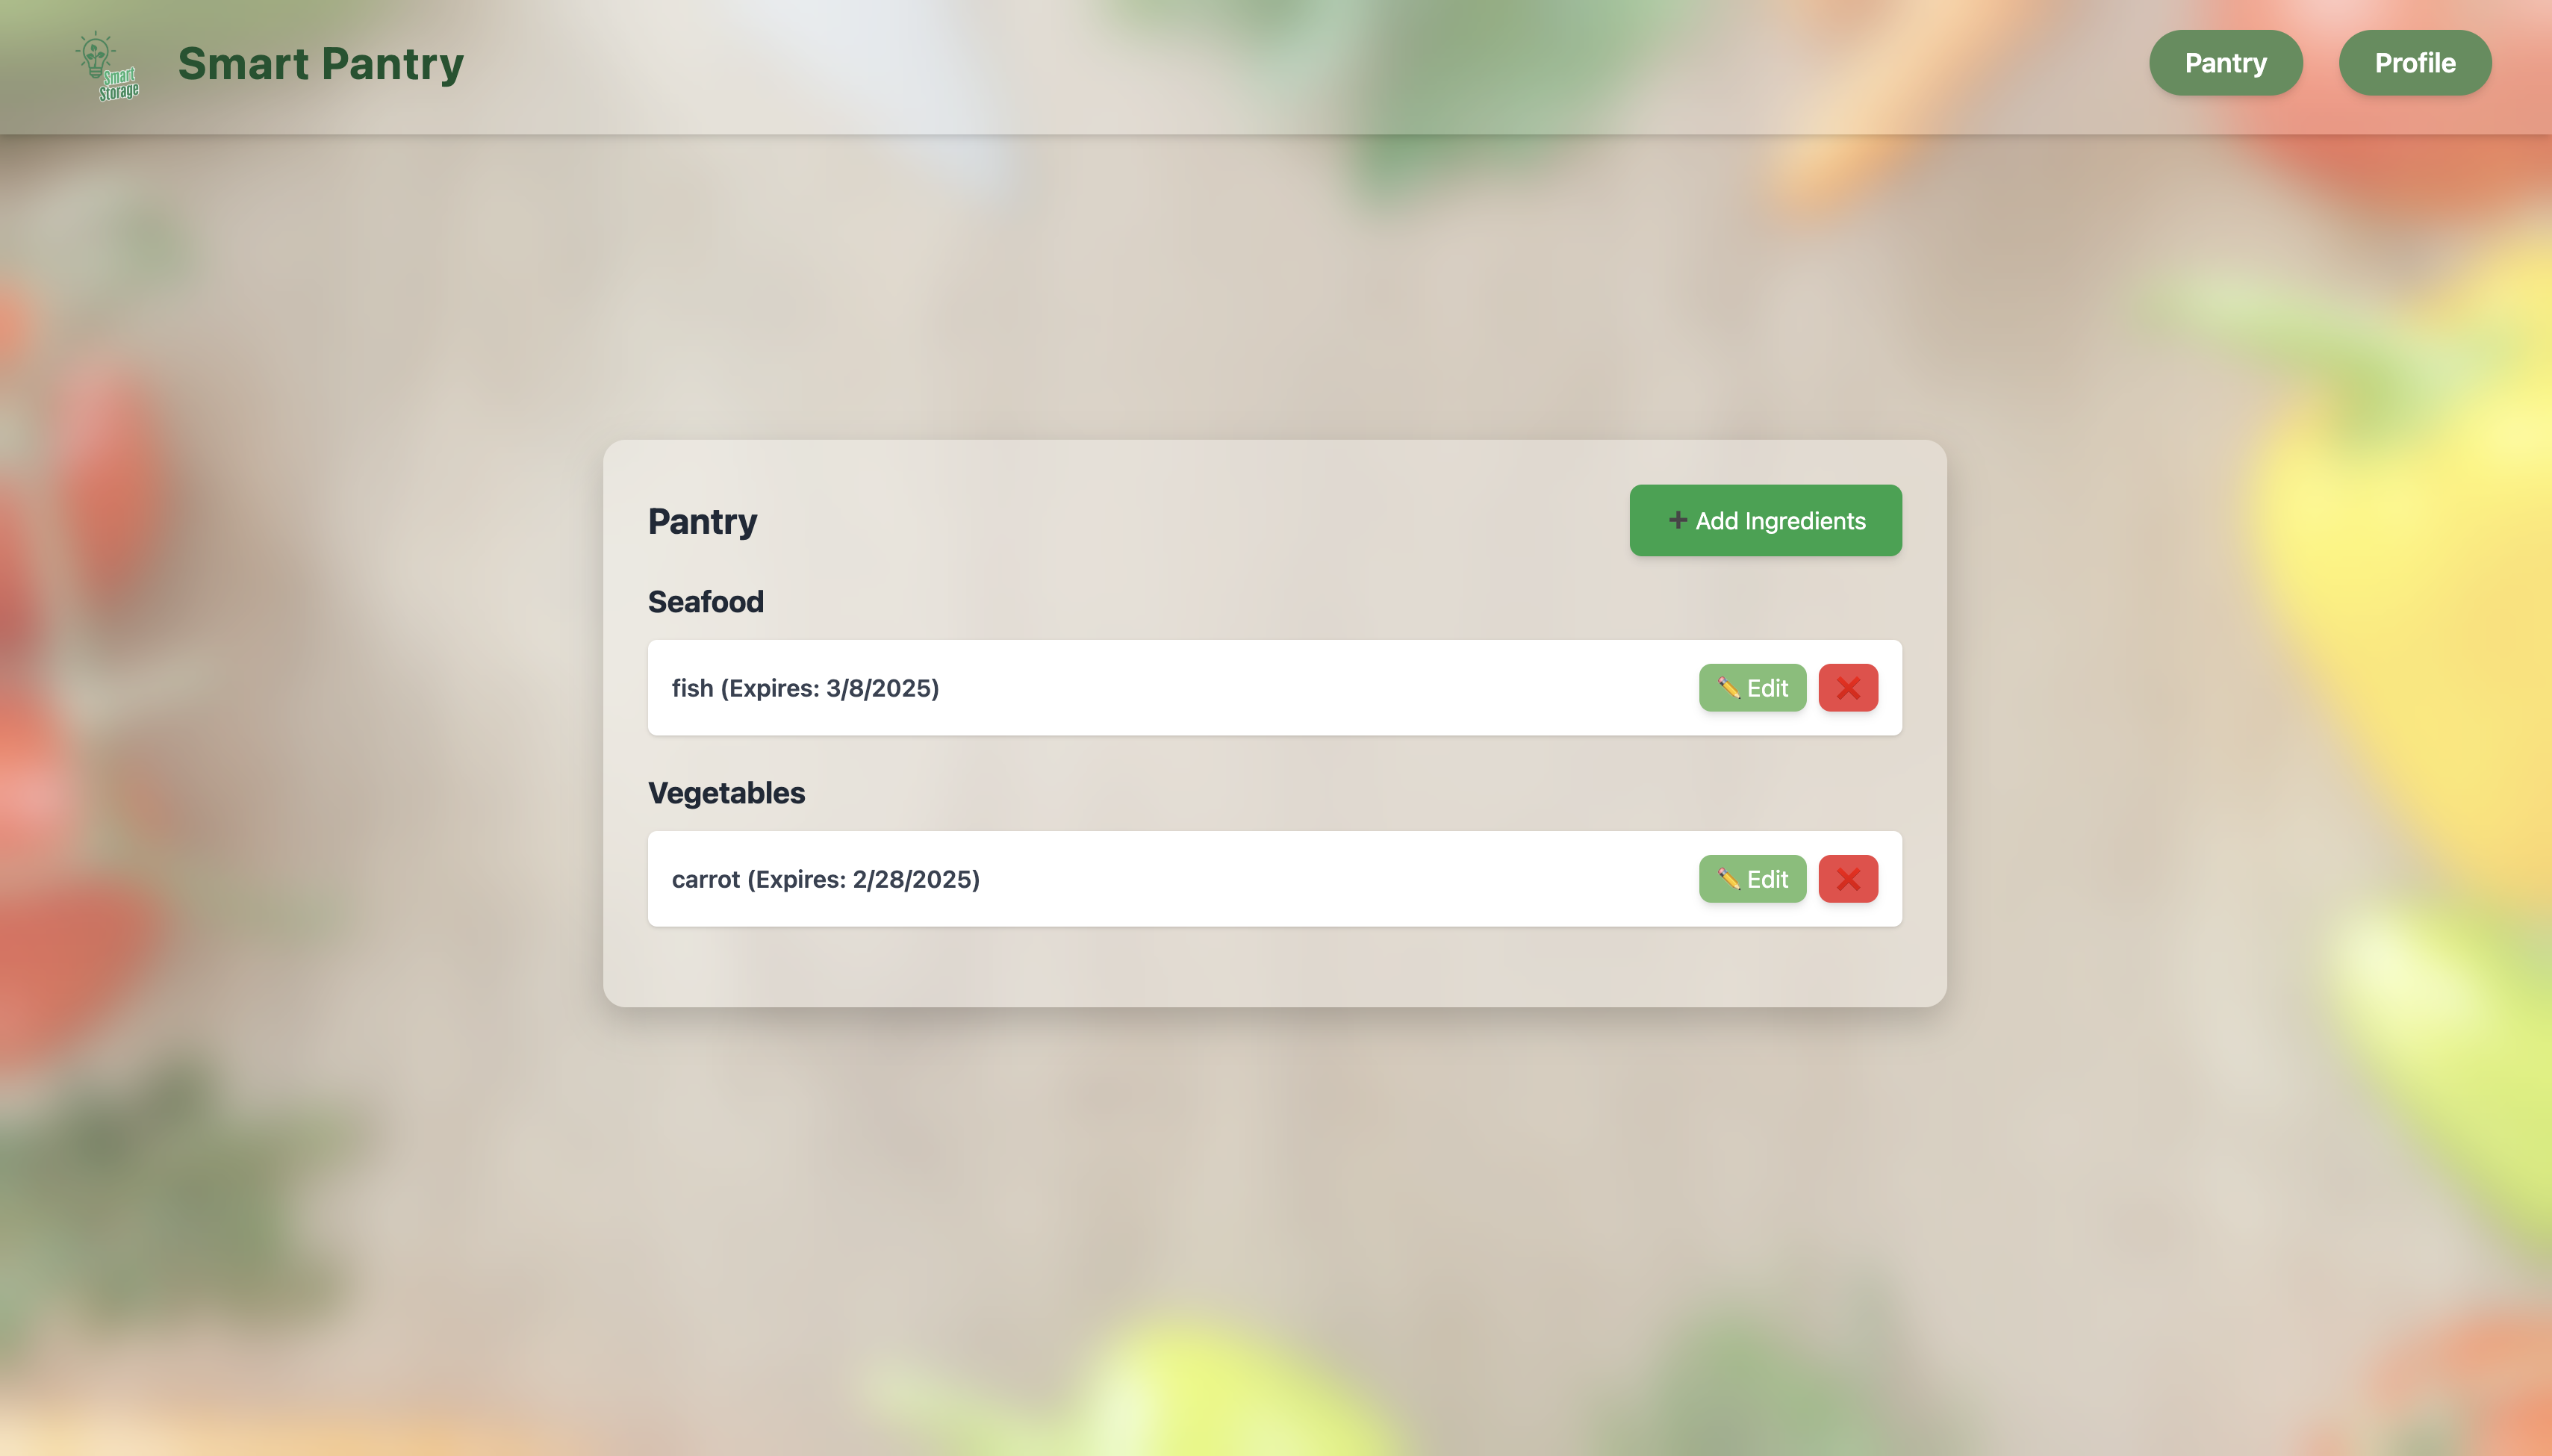 Smart
Storage
Smart Pantry
Pantry
Profile
Pantry
➕ Add Ingredients
Seafood
fish (Expires: 3/8/2025)
✏️ Edit
❌
Vegetables
carrot (Expires: 2/28/2025)
✏️ Edit
❌